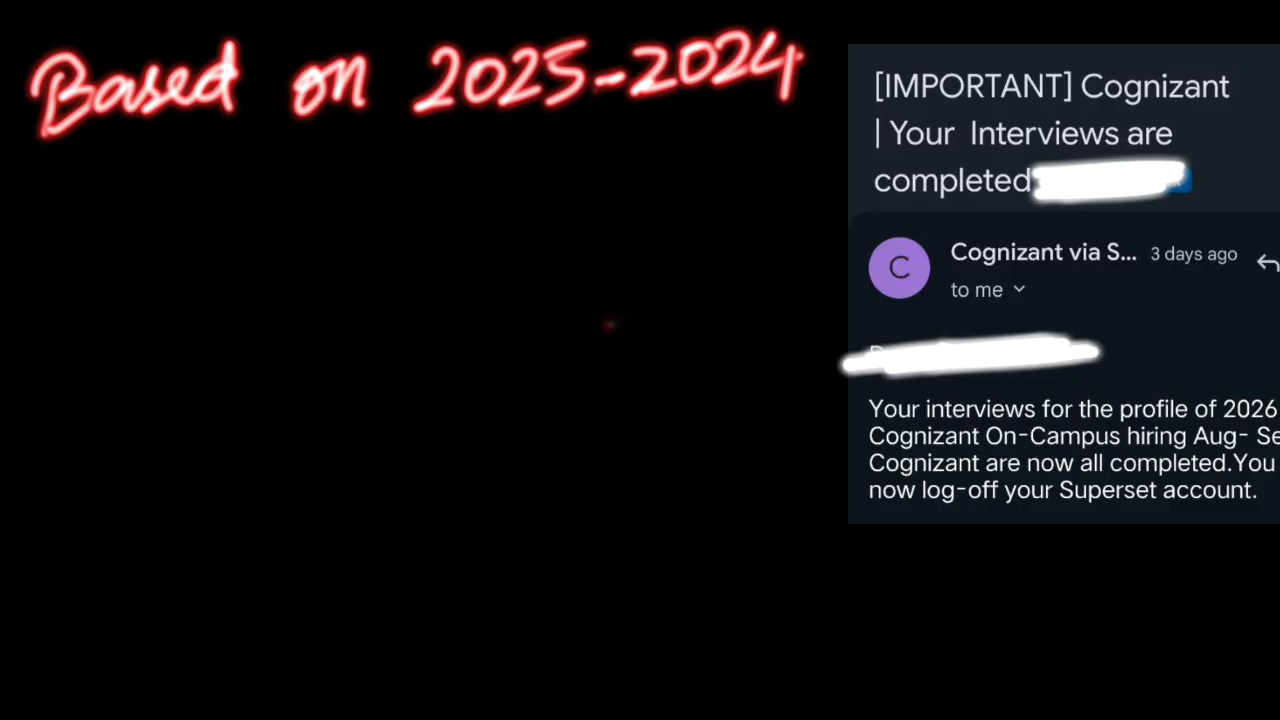 Based on 2025-2024
[IMPORTANT] Cognizant
| Your Interviews are
completed
C
Cognizant via S... 3 days ago
to me
Your interviews for the profile of 2026
Cognizant On-Campus hiring Aug- Se
Cognizant are now all completed.You
now log-off your Superset account.